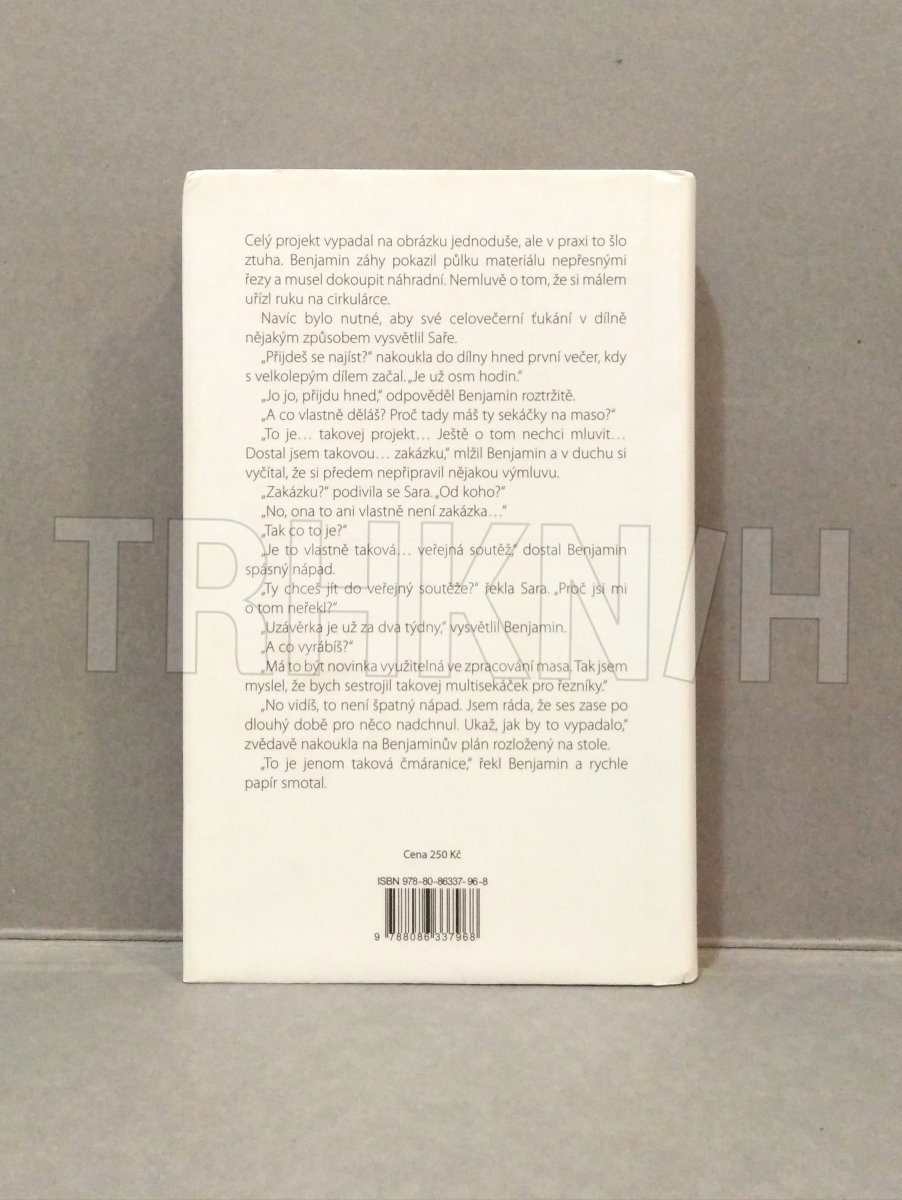 Celý projekt vypadal na obrázku jednoduše, ale v praxi to šlo
ztuha. Benjamin záhy pokazil půlku materiálu nepřesnými
řezy a musel dokoupit náhradní. Nemluvě o tom, že si málem
uřízl ruku na cirkulárce.
Navíc bylo nutné, aby své celovečerní ťukání v dílně
nějakým způsobem vysvětlil Saře.
„Přijdeš se najíst?“ nakoukla do dílny hned první večer, kdy
s velkolepým dílem začal. „Je už osm hodin.“
„Jo jo, přijdu hned,“ odpověděl Benjamin roztržitě.
„A co vlastně děláš? Proč tady máš ty sekáčky na maso?“
„To je… takovej projekt… Ještě o tom nechci mluvit…
Dostal jsem takovou… zakázku,“ mlžil Benjamin a v duchu si
vyčítal, že si předem nepřipravil nějakou výmluvu.
„Zakázku?“ podivila se Sara. „Od koho?“
„No, ona to ani vlastně není zakázka…“
„Tak co to je?“
„Je to vlastně taková… veřejná soutěž,“ dostal Benjamin
spásný nápad.
„Ty chceš jít do veřejný soutěže?“ řekla Sara. „Proč jsi mi
o tom neřekl?“
„Uzávěrka je už za dva týdny,“ vysvětlil Benjamin.
„A co vyrábíš?“
„Má to být novinka využitelná ve zpracování masa. Tak jsem
myslel, že bych sestrojil takovej multisekáček pro řezníky.“
„No vidíš, to není špatný nápad. Jsem ráda, že ses zase po
dlouhý době pro něco nadchnul. Ukaž, jak by to vypadalo,“
zvědavě nakoukla na Benjaminův plán rozložený na stole.
„To je jenom taková čmáranice,“ řekl Benjamin a rychle
papír smotal.
Cena 250 Kč
ISBN 978-80-86337-96-8
9 788086 337968
TRHKNIH